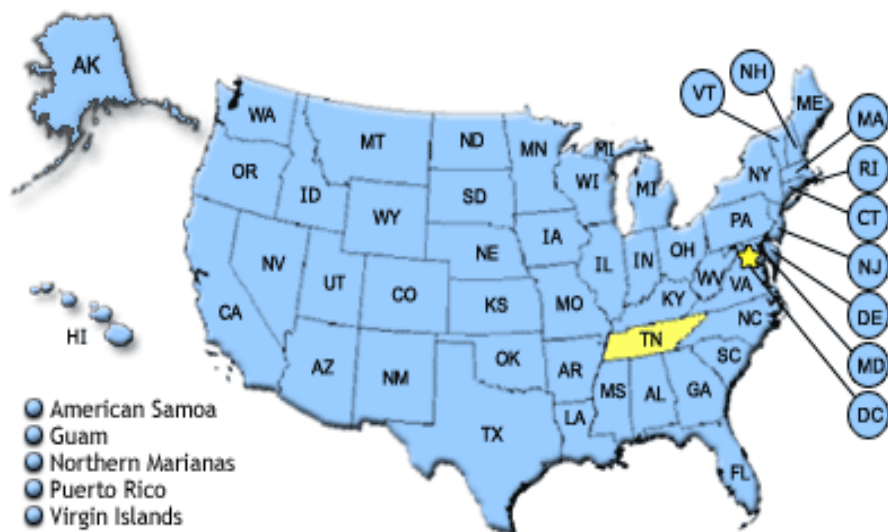 AK
NH
VT
ME
WA
MT
ND
MN
MI
MA
OR
ID
SD
WI
MI
NY
RI
WY
CT
PA
IA
NE
NV
UT
IL
IN
OH
NJ
WV
VA
CO
CA
KS
MO
KY
DE
NC
HI
TN
OK
AR
SC
MD
AZ
NM
MS
AL
GA
DC
LA
TX
FL
American Samoa
Guam
Northern Marianas
Puerto Rico
Virgin Islands